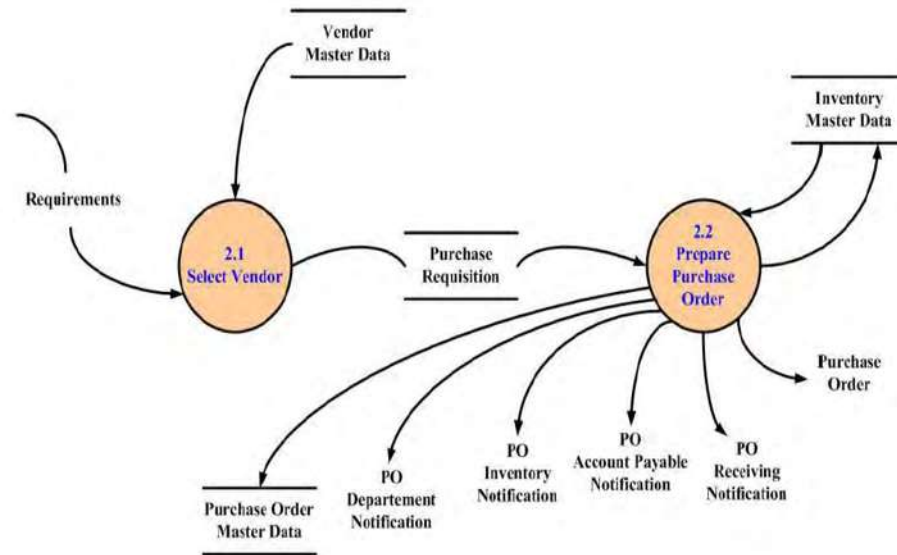 Vendor
Master Data
Inventory
Master Data
Requirements
2.1
Select Vendor
Purchase
Requisition
2.2
Prepare
Purchase
Order
Purchase
Order
PO
Receiving
Notification
PO
Account Payable
Notification
PO
Inventory
Notification
PO
Departement
Notification
Purchase Order
Master Data